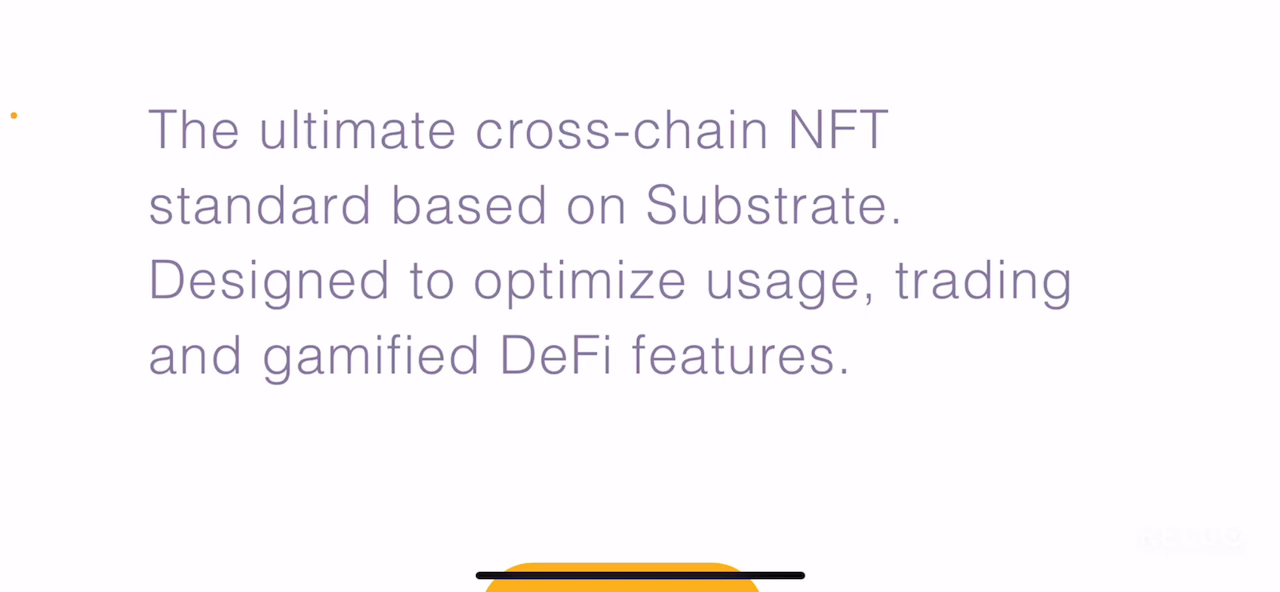 The ultimate cross-chain NFT
standard based on Substrate.
Designed to optimize usage, trading
and gamified DeFi features.